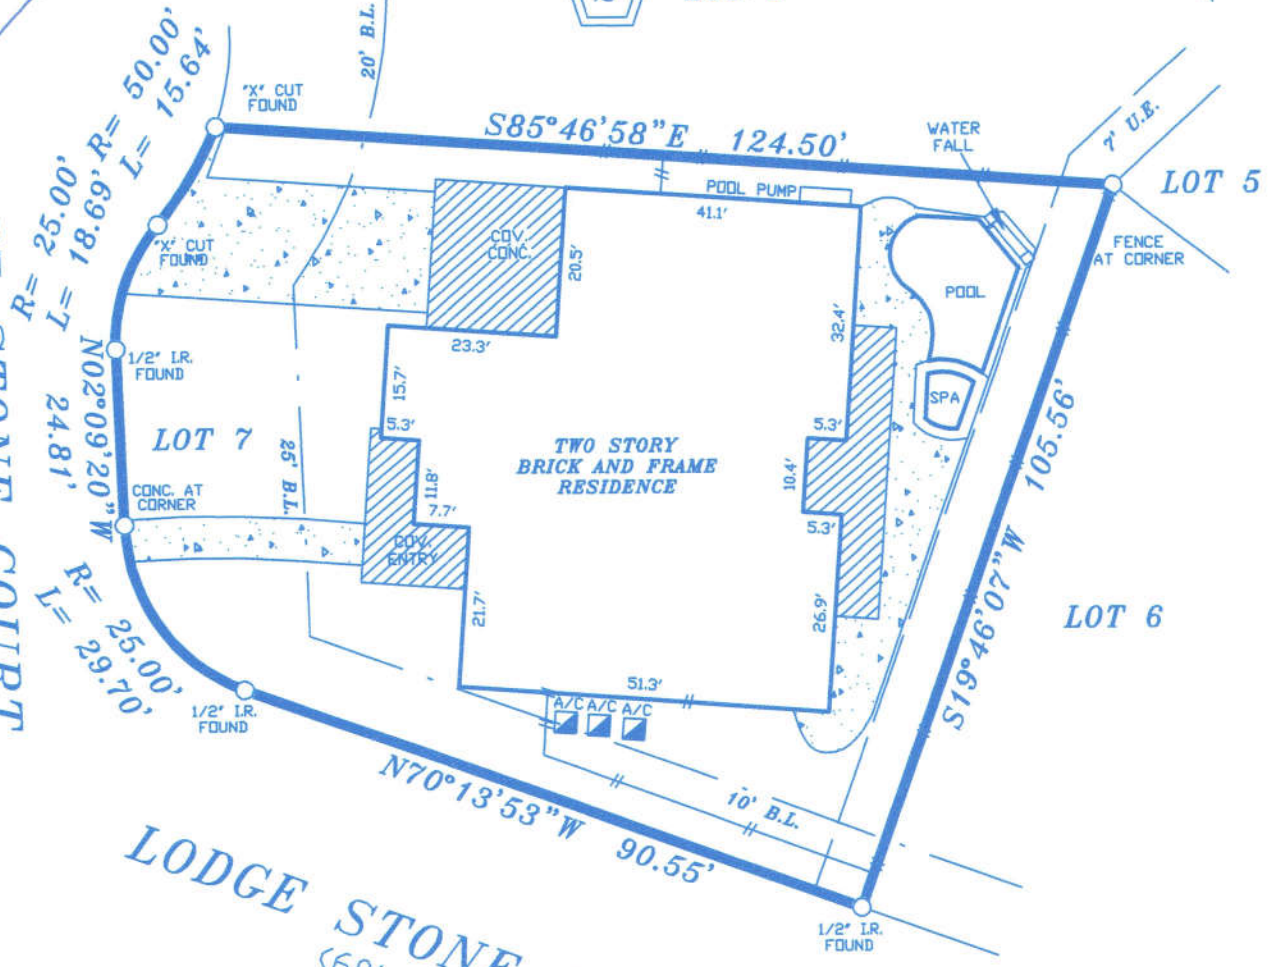 20' B.L.
R= 50.00'
L= 15.64'
"X" CUT
FOUND
S85°46'58"E 124.50'
WATER
FALL
7' U.E.
LOT 5
FENCE
AT CORNER
R= 25.00'
L= 18.69'
"X" CUT
FOUND
COV.
CONC.
20.5'
POOL PUMP
41.1'
POOL
SPA
32.4'
23.3'
15.7'
5.3'
1/2" I.R.
FOUND
N02°09'20"W
24.81'
LOT 7
25' B.L.
TWO STORY
BRICK AND FRAME
RESIDENCE
5.3'
10.4'
5.3'
11.8'
7.7'
CONC. AT
CORNER
COV.
ENTRY
21.7'
26.9'
S19°46'07"W 105.56'
LOT 6
R= 25.00'
L= 29.70'
1/2" I.R.
FOUND
51.3'
A/C A/C A/C
10' B.L.
N70°13'53"W 90.55'
1/2" I.R.
FOUND
LODGE STONE
COURT